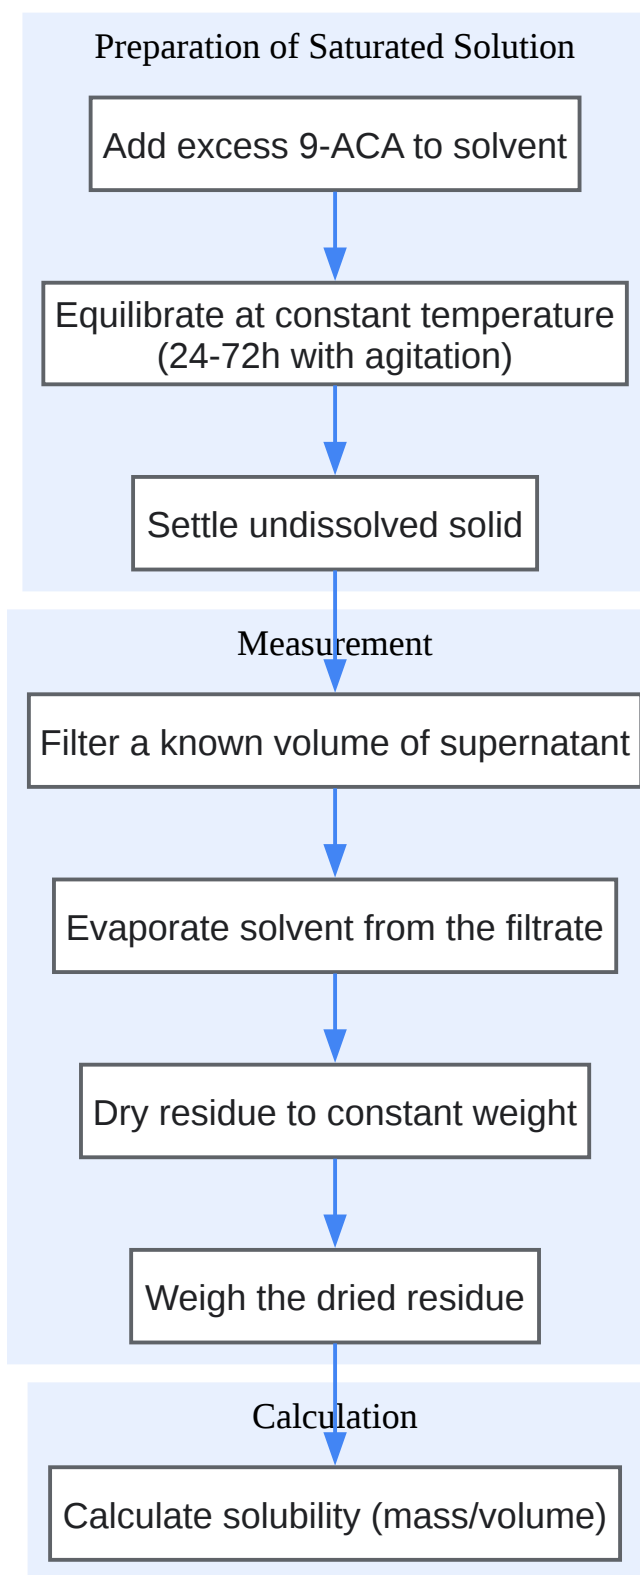 Preparation of Saturated Solution
Add excess 9-ACA to solvent
Equilibrate at constant temperature
(24-72h with agitation)
Settle undissolved solid
Measurement
Filter a known volume of supernatant
Evaporate solvent from the filtrate
Dry residue to constant weight
Weigh the dried residue
Calculation
Calculate solubility (mass/volume)